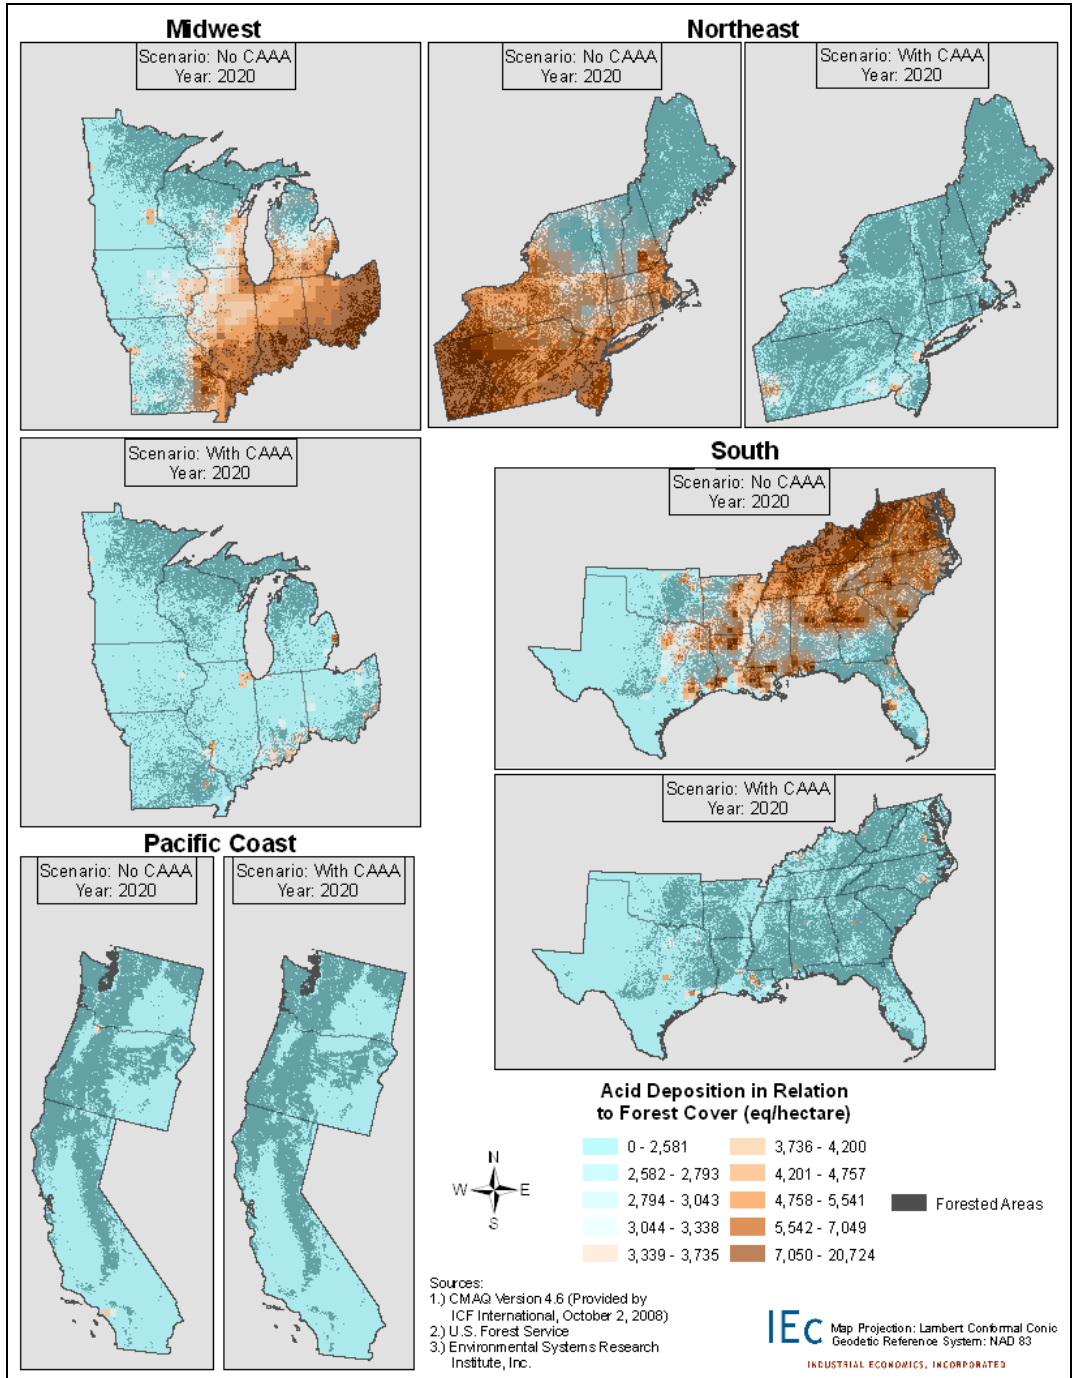 Midwest
Scenario: No CAAA
Year: 2020
Northeast
Scenario: No CAAA
Year: 2020
Scenario: With CAAA
Year: 2020
Scenario: With CAAA
Year: 2020
South
Scenario: No CAAA
Year: 2020
Scenario: With CAAA
Year: 2020
Pacific Coast
Scenario: No CAAA
Year: 2020
Scenario: With CAAA
Year: 2020
Acid Deposition in Relation
to Forest Cover (eq/hectare)
0 - 2,581
2,582 - 2,793
2,794 - 3,043
3,044 - 3,338
3,339 - 3,735
3,736 - 4,200
4,201 - 4,757
4,758 - 5,541
5,542 - 7,049
7,050 - 20,724
Forested Areas
N
W
E
S
Sources:
1.) CMAQ Version 4.6 (Provided by
ICF International, October 2, 2008)
2.) U.S. Forest Service
3.) Environmental Systems Research
Institute, Inc.
IEc
Map Projection: Lambert Conformal Conic
Geodetic Reference System: NAD 83
INDUSTRIAL ECONOMICS, INCORPORATED